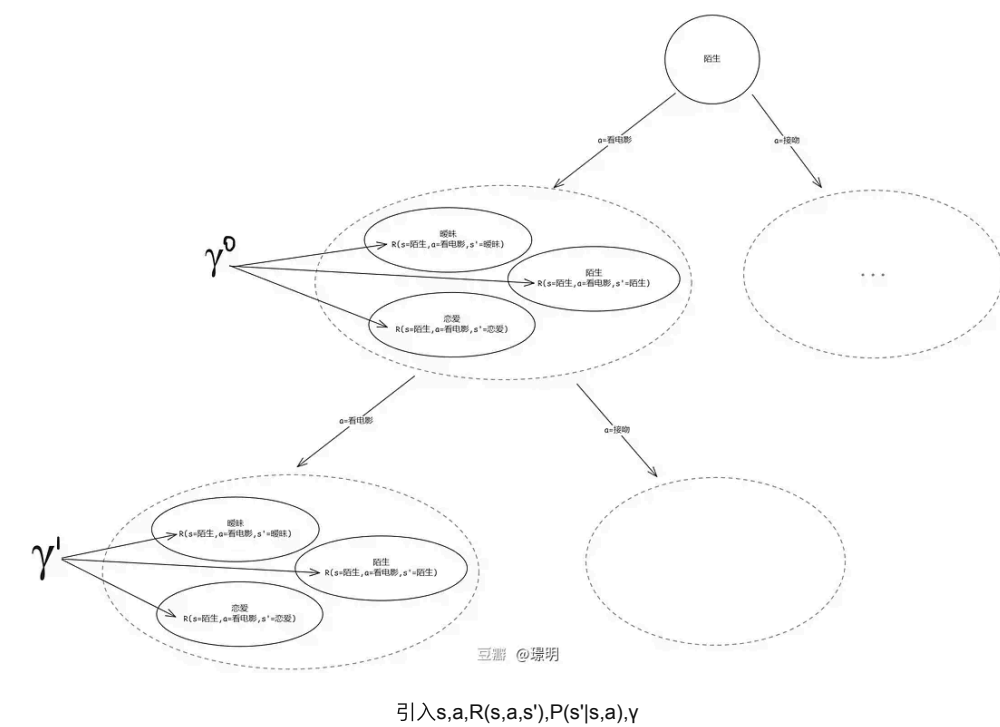 陌生
a=看电影
a=接吻
γ⁰
暧昧
R(s=陌生,a=看电影,s'=暧昧)
陌生
R(s=陌生,a=看电影,s'=陌生)
恋爱
R(s=陌生,a=看电影,s'=恋爱)
...
a=看电影
a=接吻
γ¹
暧昧
R(s=陌生,a=看电影,s'=暧昧)
陌生
R(s=陌生,a=看电影,s'=陌生)
恋爱
R(s=陌生,a=看电影,s'=恋爱)
豆瓣 @璟明
引入s,a,R(s,a,s'),P(s'|s,a),γ